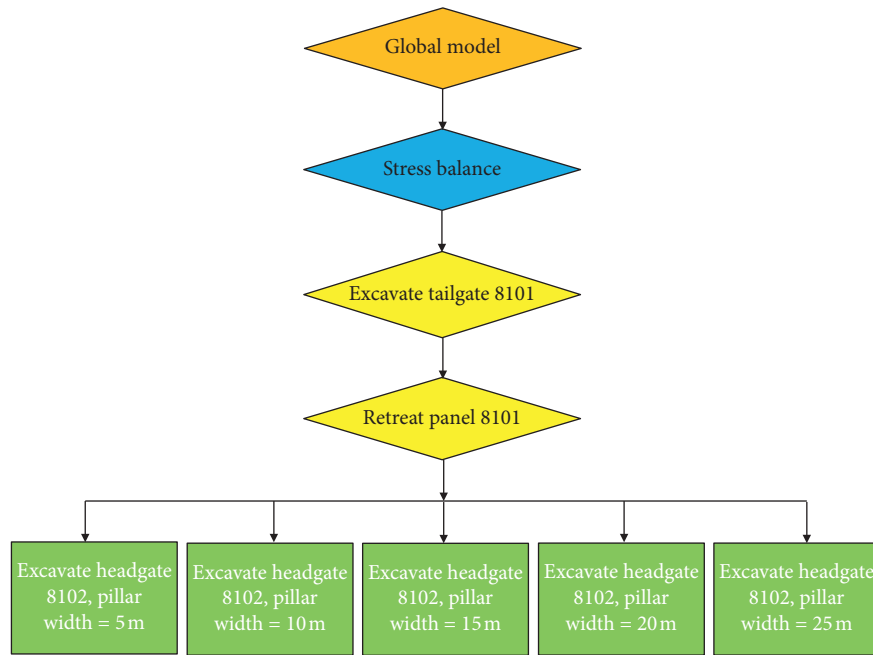 Global model
Stress balance
Excavate tailgate 8101
Retreat panel 8101
Excavate headgate
8102, pillar
width = 5 m
Excavate headgate
8102, pillar
width = 10 m
Excavate headgate
8102, pillar
width = 15 m
Excavate headgate
8102, pillar
width = 20 m
Excavate headgate
8102, pillar
width = 25 m